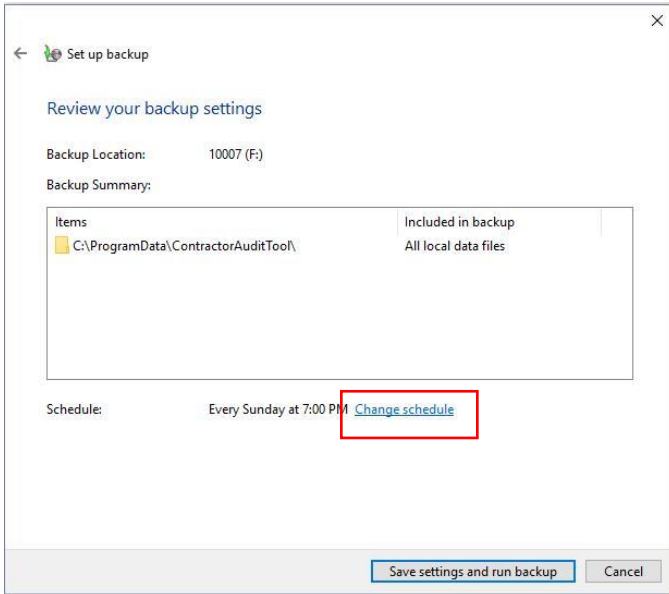 Set up backup
Review your backup settings
Backup Location: 10007 (F:)
Backup Summary:
Items Included in backup
C:\ProgramData\ContractorAuditTool\ All local data files
Schedule: Every Sunday at 7:00 PM Change schedule
Save settings and run backup Cancel